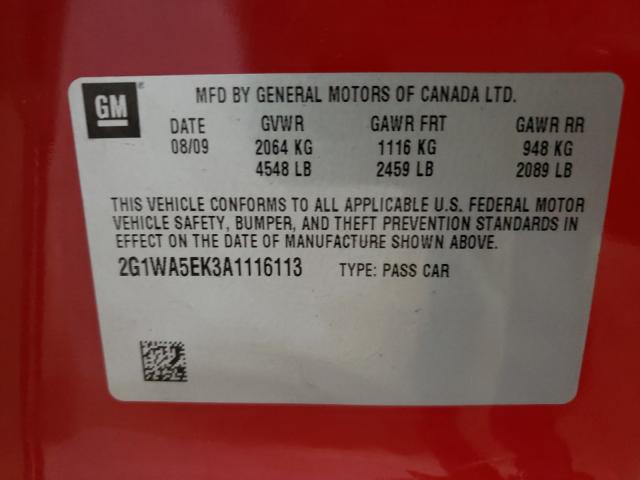 GM ®
MFD BY GENERAL MOTORS OF CANADA LTD.
DATE GVWR GAWR FRT GAWR RR
08/09 2064 KG 1116 KG 948 KG
4548 LB 2459 LB 2089 LB
THIS VEHICLE CONFORMS TO ALL APPLICABLE U.S. FEDERAL MOTOR
VEHICLE SAFETY, BUMPER, AND THEFT PREVENTION STANDARDS IN
EFFECT ON THE DATE OF MANUFACTURE SHOWN ABOVE.
2G1WA5EK3A1116113 TYPE: PASS CAR